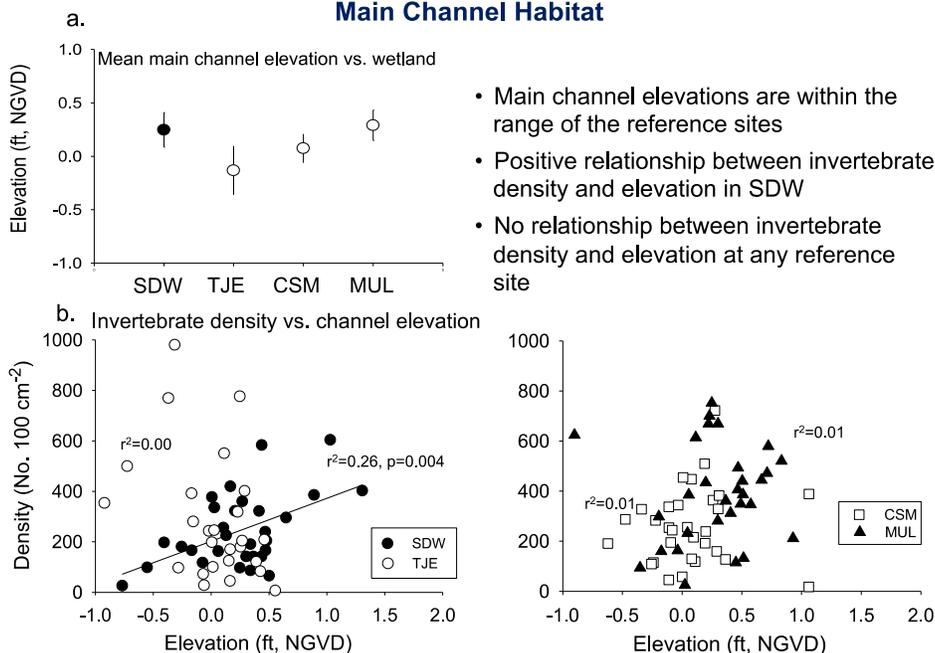 Main Channel Habitat
a.
Mean main channel elevation vs. wetland
Elevation (ft, NGVD)
1.0
0.5
0.0
-0.5
-1.0
SDW TJE CSM MUL
• Main channel elevations are within the
range of the reference sites
• Positive relationship between invertebrate
density and elevation in SDW
• No relationship between invertebrate
density and elevation at any reference
site
b.
Invertebrate density vs. channel elevation
Density (No. 100 cm-2)
1000
800
600
400
200
0
r2=0.00
r2=0.26, p=0.004
SDW
TJE
-1.0 -0.5 0.0 0.5 1.0 1.5 2.0
Elevation (ft, NGVD)
1000
800
600
400
200
0
r2=0.01
r2=0.01
CSM
MUL
-1.0 -0.5 0.0 0.5 1.0 1.5 2.0
Elevation (ft, NGVD)